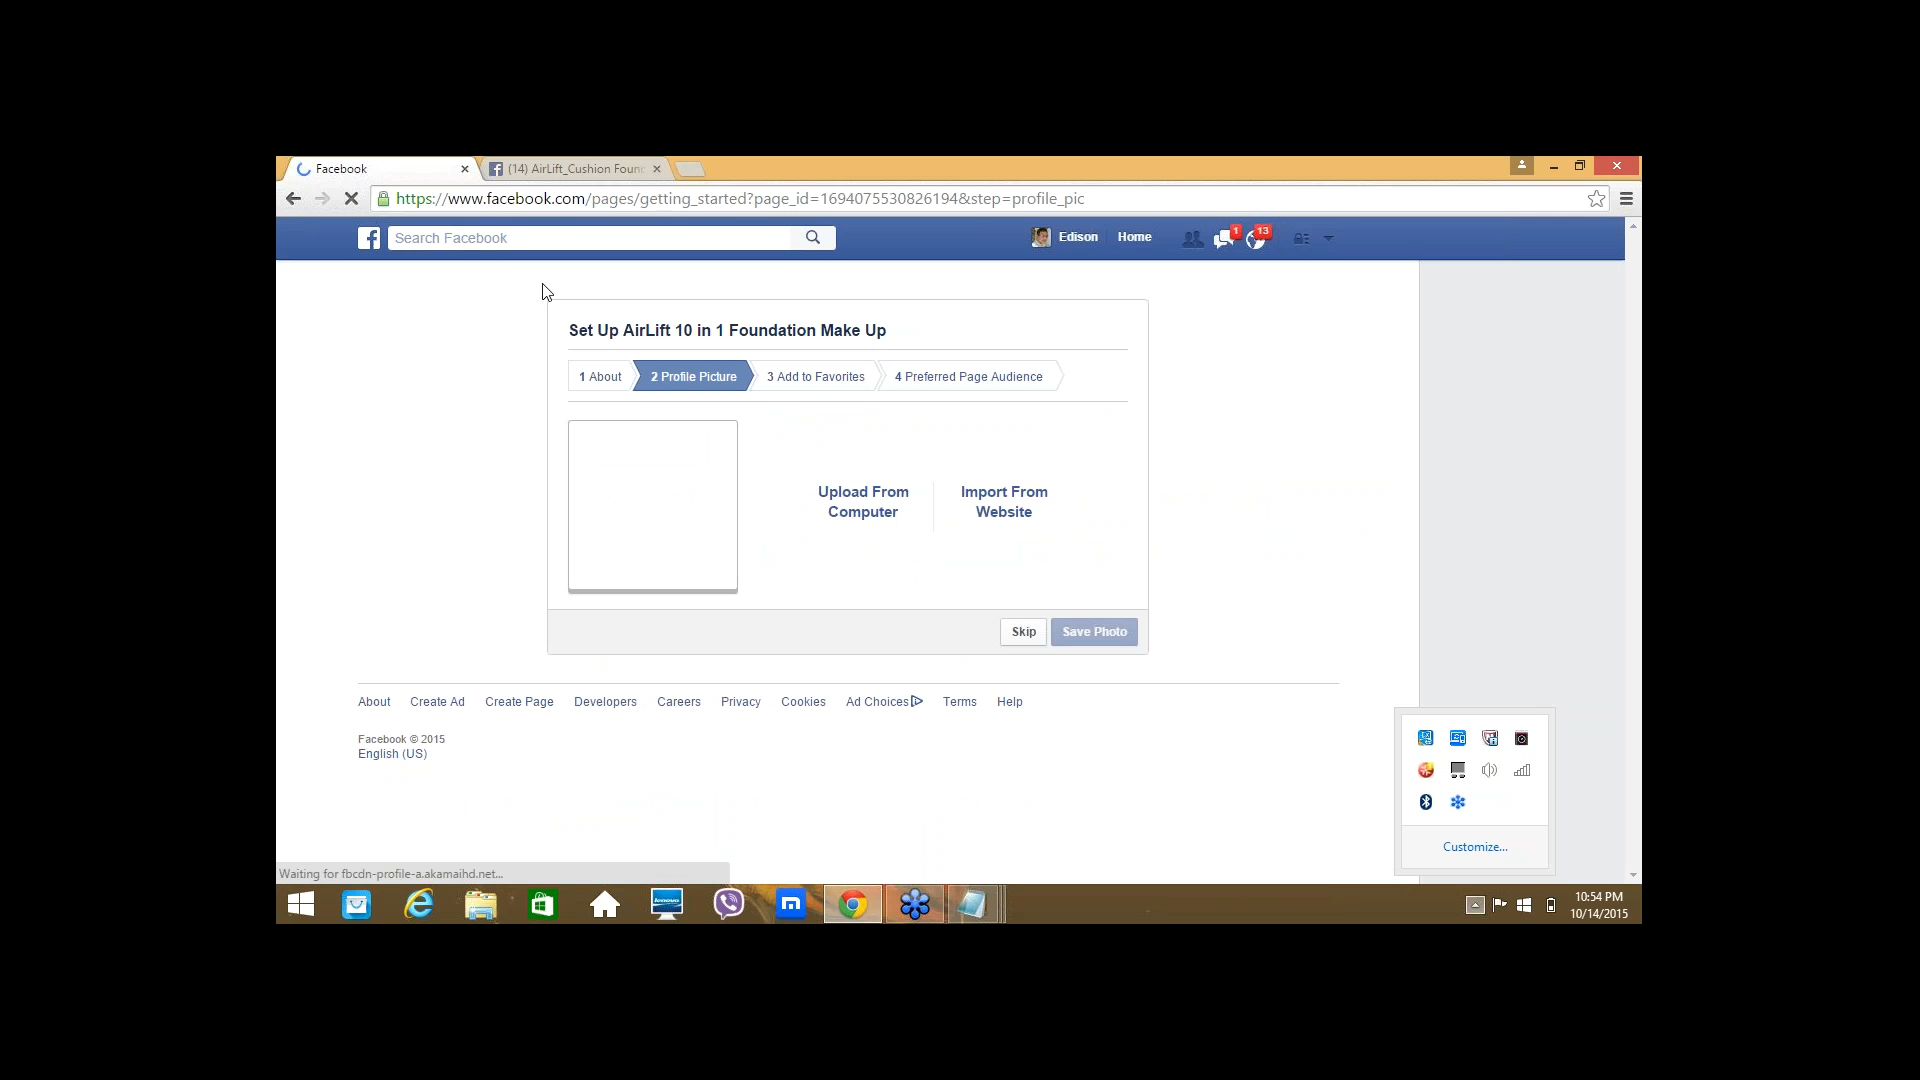 Facebook
(14) AirLift_Cushion Foun
https://www.facebook.com/pages/getting_started?page_id=1694075530826194&step=profile_pic
Search Facebook
Edison
Home
1
13
Set Up AirLift 10 in 1 Foundation Make Up
1 About
2 Profile Picture
3 Add to Favorites
4 Preferred Page Audience
Upload From
Computer
Import From
Website
Skip
Save Photo
About
Create Ad
Create Page
Developers
Careers
Privacy
Cookies
Ad Choices
Terms
Help
Facebook © 2015
English (US)
Customize...
Waiting for fbcdn-profile-a.akamaihd.net...
lenovo
10:54 PM
10/14/2015